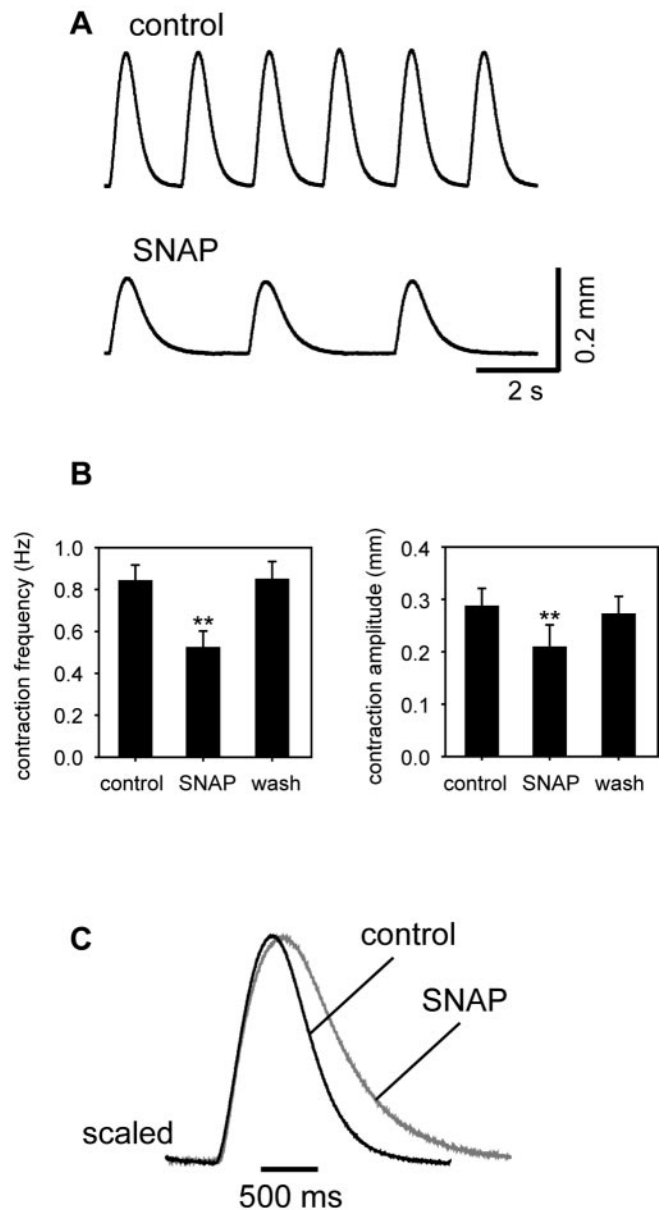 A
control
SNAP
0.2 mm
2 s
B
contraction frequency (Hz)
1.0
0.8
0.6
0.4
0.2
0.0
**
control SNAP wash
contraction amplitude (mm)
0.4
0.3
0.2
0.1
0.0
**
control SNAP wash
C
control
SNAP
scaled
500 ms